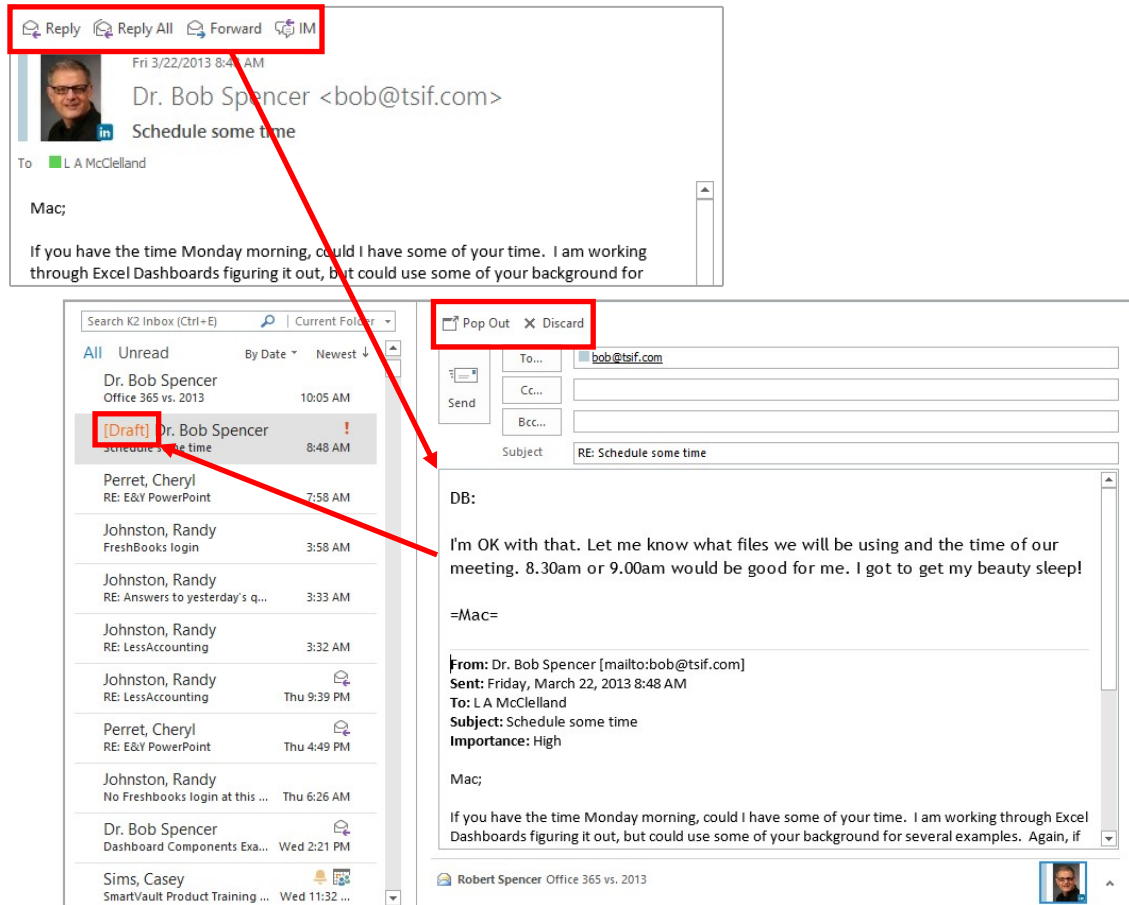 Reply Reply All Forward IM
Fri 3/22/2013 8:48 AM
Dr. Bob Spencer <bob@tsif.com>
in
Schedule some time
To L A McClelland
Mac;
If you have the time Monday morning, could I have some of your time. I am working
through Excel Dashboards figuring it out, but could use some of your background for
Search K2 Inbox (Ctrl+E) Current Folder
All Unread By Date Newest
Dr. Bob Spencer
Office 365 vs. 2013 10:05 AM
[Draft] Dr. Bob Spencer !
Schedule some time 8:48 AM
Perret, Cheryl
RE: E&Y PowerPoint 7:58 AM
Johnston, Randy
FreshBooks login 3:58 AM
Johnston, Randy
RE: Answers to yesterday's q... 3:33 AM
Johnston, Randy
RE: LessAccounting 3:32 AM
Johnston, Randy
RE: LessAccounting Thu 9:39 PM
Perret, Cheryl
RE: E&Y PowerPoint Thu 4:49 PM
Johnston, Randy
No Freshbooks login at this ... Thu 6:26 AM
Dr. Bob Spencer
Dashboard Components Exa... Wed 2:21 PM
Sims, Casey
SmartVault Product Training ... Wed 11:32 ...
Pop Out Discard
Send
To... bob@tsif.com
Cc...
Bcc...
Subject RE: Schedule some time
DB:
I'm OK with that. Let me know what files we will be using and the time of our
meeting. 8.30am or 9.00am would be good for me. I got to get my beauty sleep!
=Mac=
From: Dr. Bob Spencer [mailto:bob@tsif.com]
Sent: Friday, March 22, 2013 8:48 AM
To: L A McClelland
Subject: Schedule some time
Importance: High
Mac;
If you have the time Monday morning, could I have some of your time. I am working through Excel
Dashboards figuring it out, but could use some of your background for several examples. Again, if
Robert Spencer Office 365 vs. 2013